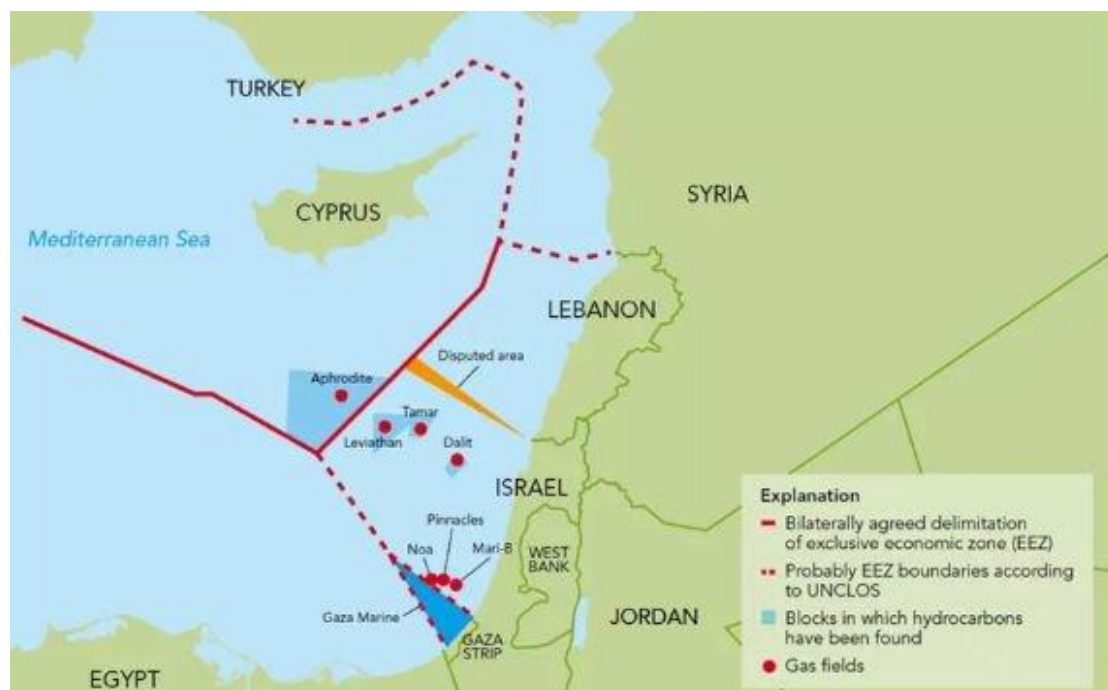 TURKEY
SYRIA
CYPRUS
Mediterranean Sea
LEBANON
Disputed area
Aphrodite
Tamar
Leviathan
Dalit
ISRAEL
Pinnacles
Noa
Mari-B
WEST
BANK
Gaza Marine
GAZA
STRIP
JORDAN
EGYPT
Explanation
Bilaterally agreed delimitation
of exclusive economic zone (EEZ)
Probably EEZ boundaries according
to UNCLOS
Blocks in which hydrocarbons
have been found
Gas fields